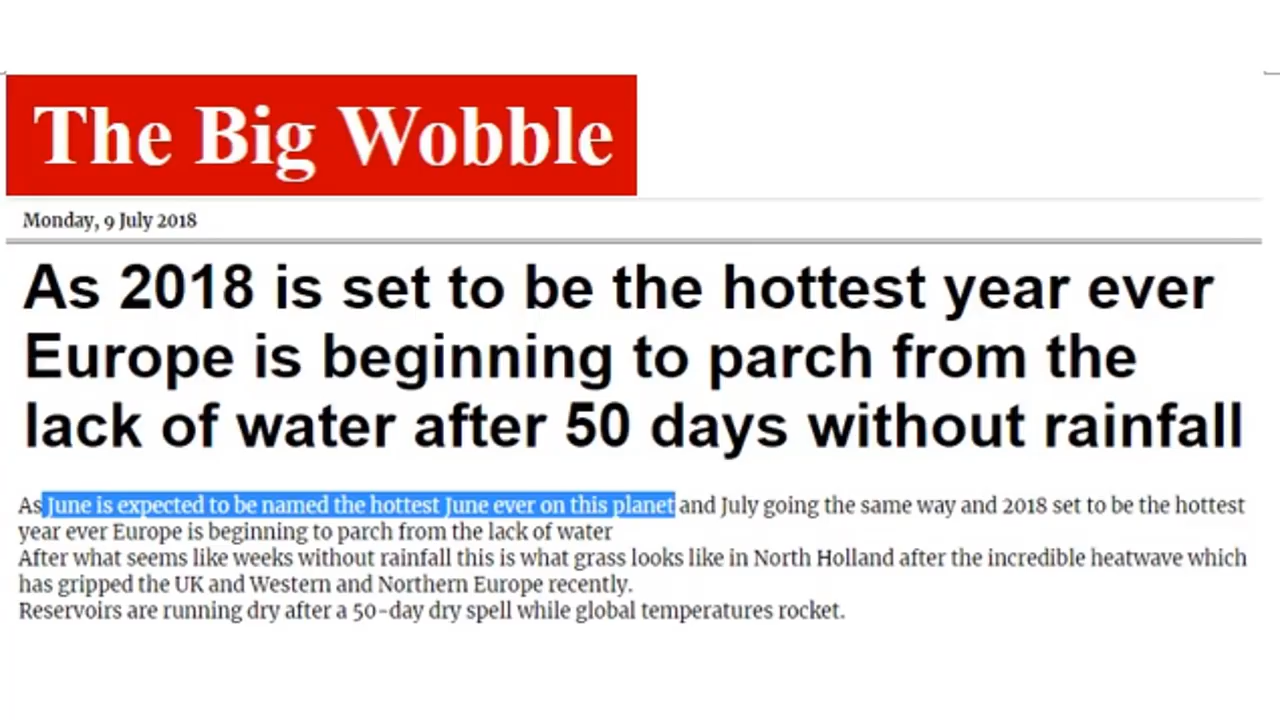 The Big Wobble
Monday, 9 July 2018
As 2018 is set to be the hottest year ever
Europe is beginning to parch from the
lack of water after 50 days without rainfall
As June is expected to be named the hottest June ever on this planet and July going the same way and 2018 set to be the hottest
year ever Europe is beginning to parch from the lack of water
After what seems like weeks without rainfall this is what grass looks like in North Holland after the incredible heatwave which
has gripped the UK and Western and Northern Europe recently.
Reservoirs are running dry after a 50-day dry spell while global temperatures rocket.